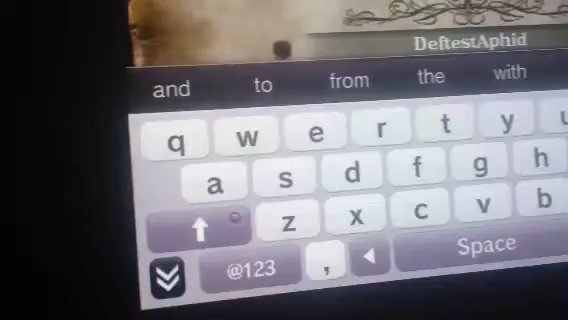 DeftestAphid
and to from the with
q w e r t y u
a s d f g h
z x c v b
@123 , Space